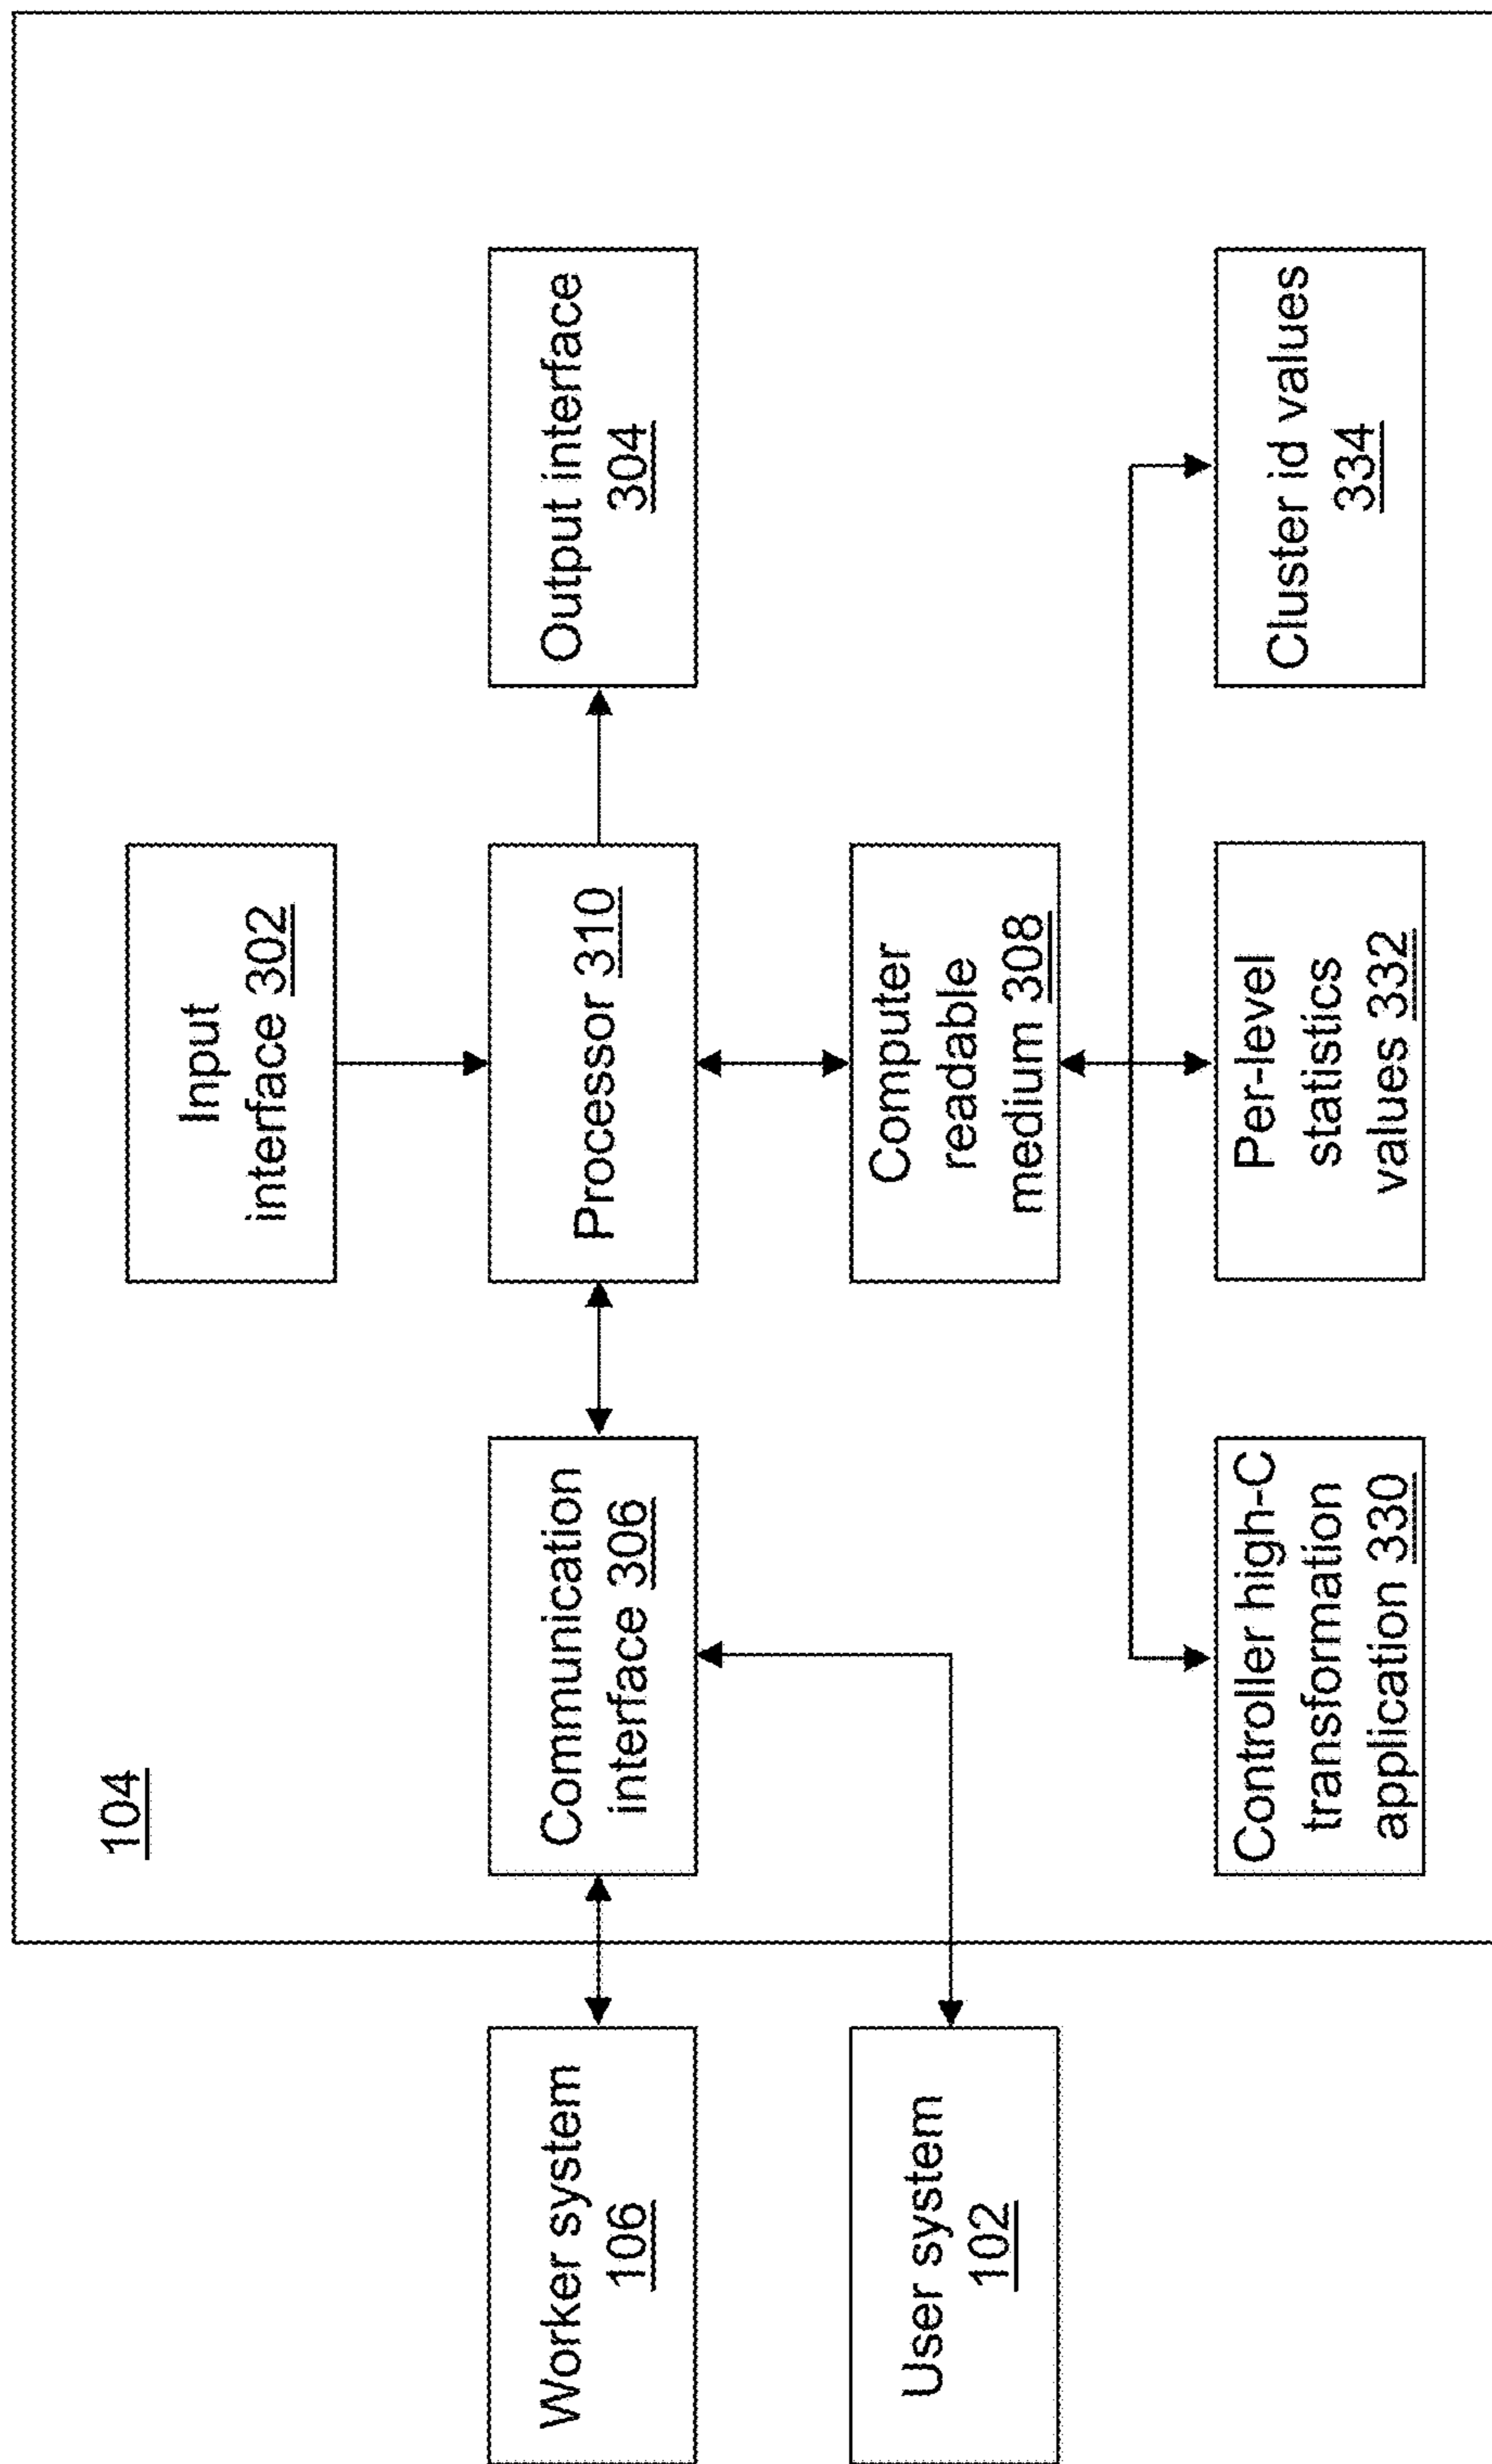 104
Input
interface 302
Worker system
106
Communication
interface 306
Processor 310
Output interface
304
User system
102
Computer
readable
medium 308
Controller high-C
transformation
application 330
Per-level
statistics
values 332
Cluster id values
334